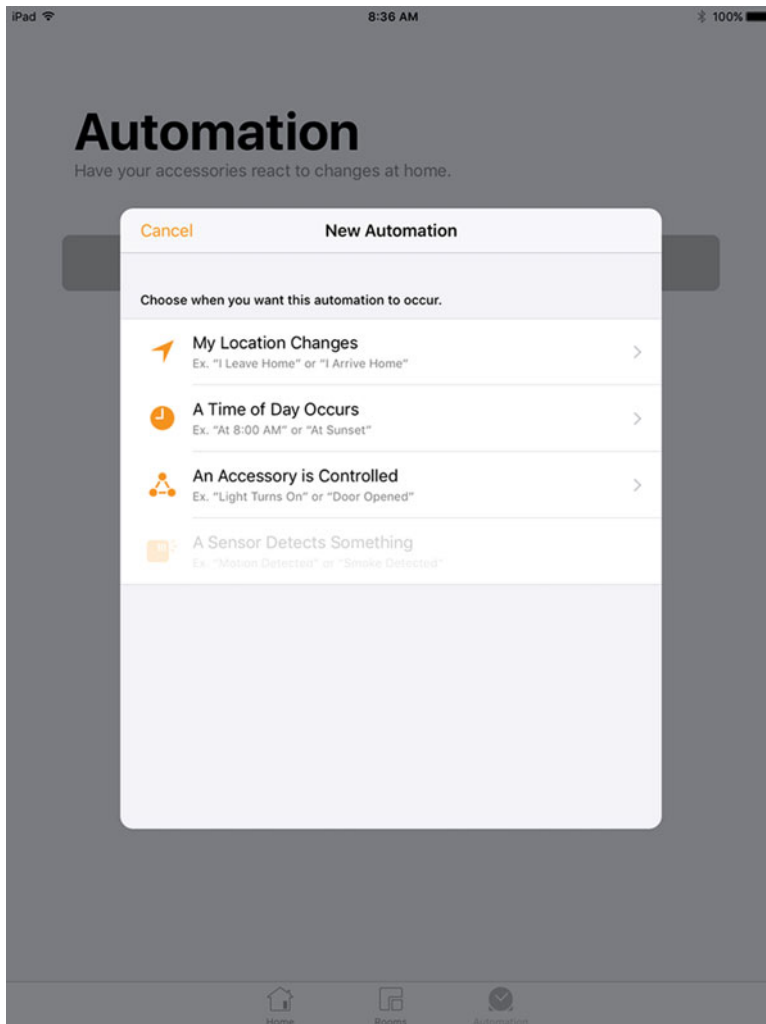 iPad 8:36 AM 100%
Automation
Have your accessories react to changes at home.
Cancel New Automation
Choose when you want this automation to occur.
My Location Changes
Ex. “I Leave Home” or “I Arrive Home”
A Time of Day Occurs
Ex. “At 8:00 AM” or “At Sunset”
An Accessory is Controlled
Ex. “Light Turns On” or “Door Opened”
A Sensor Detects Something
Ex. “Motion Detected” or “Smoke Detected”
Home Rooms Automation